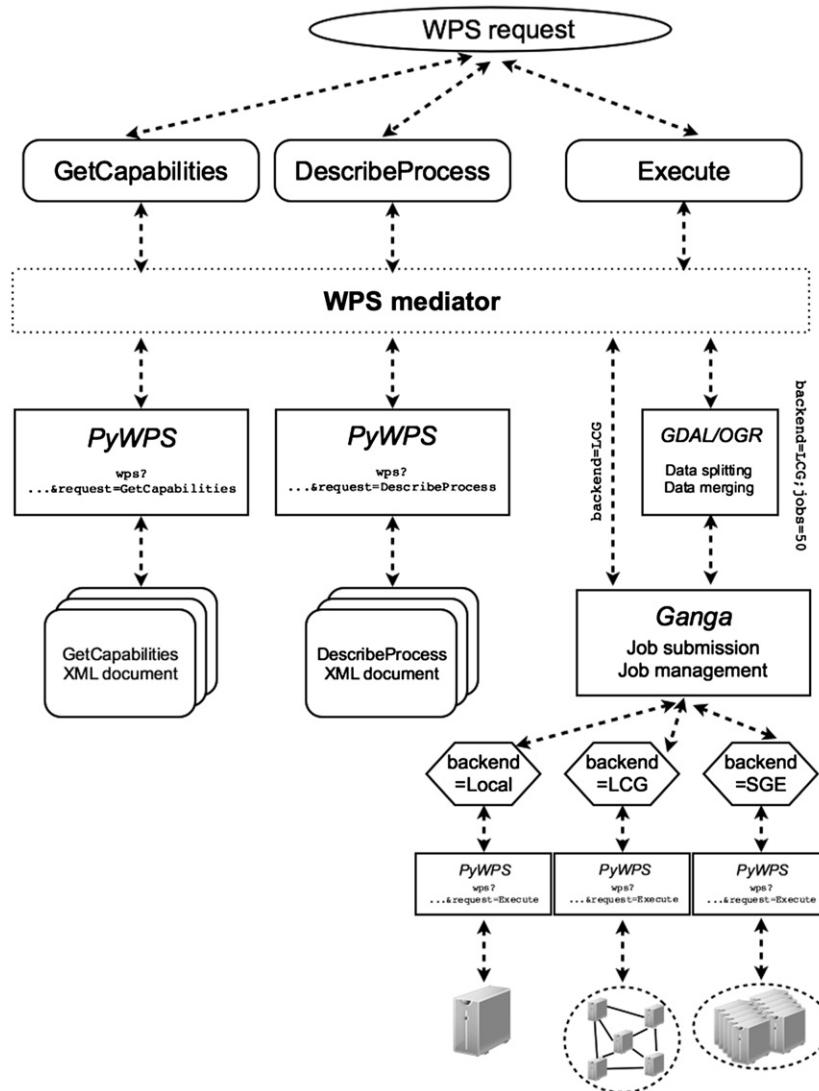 WPS request
GetCapabilities
DescribeProcess
Execute
WPS mediator
PyWPS
wps?
...&request=GetCapabilities
PyWPS
wps?
...&request=DescribeProcess
backend=LCG
GDAL/OGR
Data splitting
Data merging
backend=LCG;jobs=50
GetCapabilities
XML document
DescribeProcess
XML document
Ganga
Job submission
Job management
backend
=Local
backend
=LCG
backend
=SGE
PyWPS
wps?
...&request=Execute
PyWPS
wps?
...&request=Execute
PyWPS
wps?
...&request=Execute